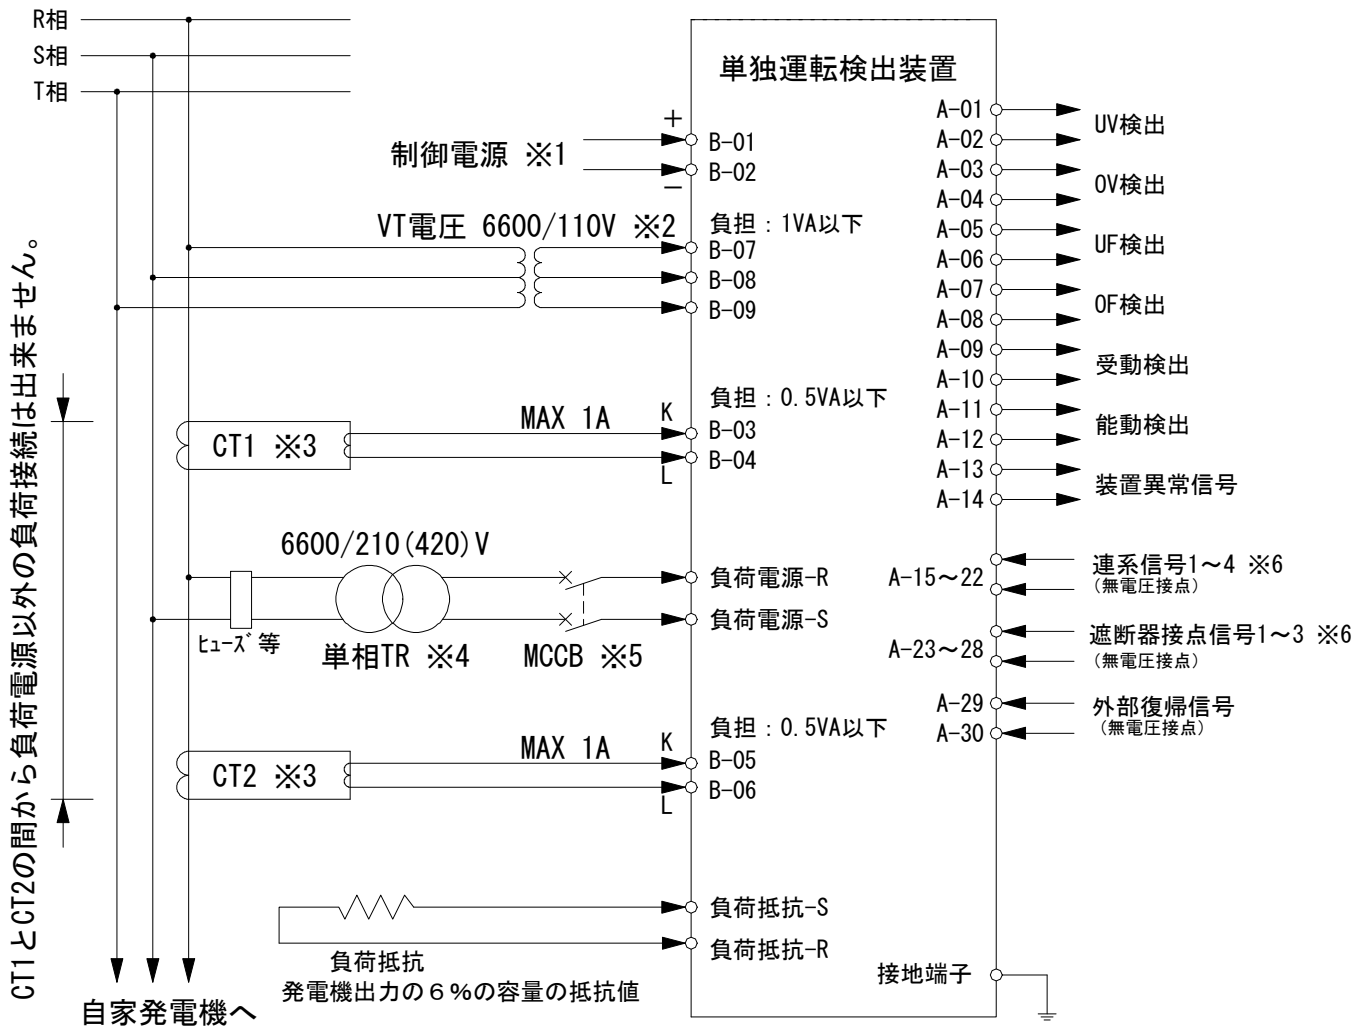 R相
S相
T相
CT1とCT2の間から負荷電源以外の負荷接続は出来ません。
単独運転検出装置
制御電源 ※1
+
B-01
B-02
−
VT電圧 6600/110V ※2
負担：1VA以下
B-07
B-08
B-09
負担：0.5VA以下
CT1 ※3
MAX 1A
K
B-03
B-04
L
6600/210(420)V
ﾋｭｰｽﾞ等
単相TR ※4
MCCB ※5
負荷電源-R
負荷電源-S
負担：0.5VA以下
CT2 ※3
MAX 1A
K
B-05
B-06
L
負荷抵抗
発電機出力の６％の容量の抵抗値
負荷抵抗-S
負荷抵抗-R
自家発電機へ
A-01
A-02
UV検出
A-03
A-04
OV検出
A-05
A-06
UF検出
A-07
A-08
OF検出
A-09
A-10
受動検出
A-11
A-12
能動検出
A-13
A-14
装置異常信号
A-15～22
連系信号1～4 ※6
(無電圧接点)
A-23～28
遮断器接点信号1～3 ※6
(無電圧接点)
A-29
A-30
外部復帰信号
(無電圧接点)
接地端子